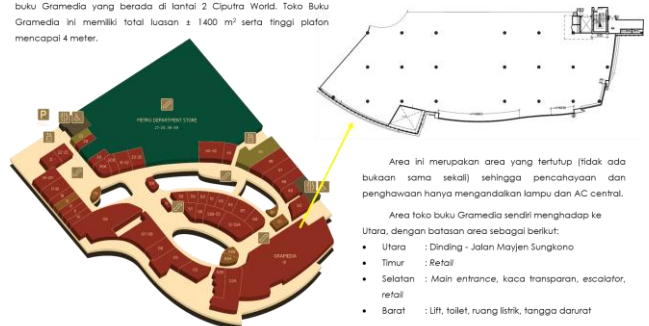 buku Gramedia yang berada di lantai 2 Ciputra World. Toko Buku
Gramedia ini memiliki total luasan ± 1400 m² serta tinggi plafon
mencapai 4 meter.
P
METRO DEPARTMENT STORE
GRAMEDIA
Area ini merupakan area yang tertutup (tidak ada
bukaan sama sekali) sehingga pencahayaan dan
penghawaan hanya mengandalkan lampu dan AC central.
Area toko buku Gramedia sendiri menghadap ke
Utara, dengan batasan area sebagai berikut:
• Utara : Dinding - Jalan Mayjen Sungkono
• Timur : Retail
• Selatan : Main entrance, kaca transparan, escalator,
retail
• Barat : Lift, toilet, ruang listrik, tangga darurat